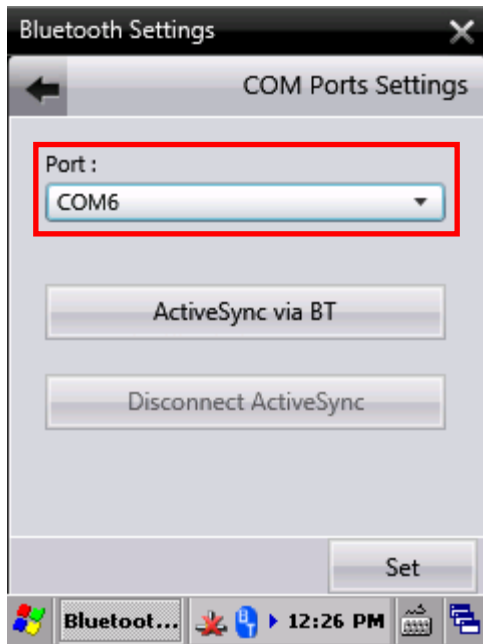 Bluetooth Settings
COM Ports Settings
Port :
COM6
ActiveSync via BT
Disconnect ActiveSync
Set
Bluetoot... 12:26 PM